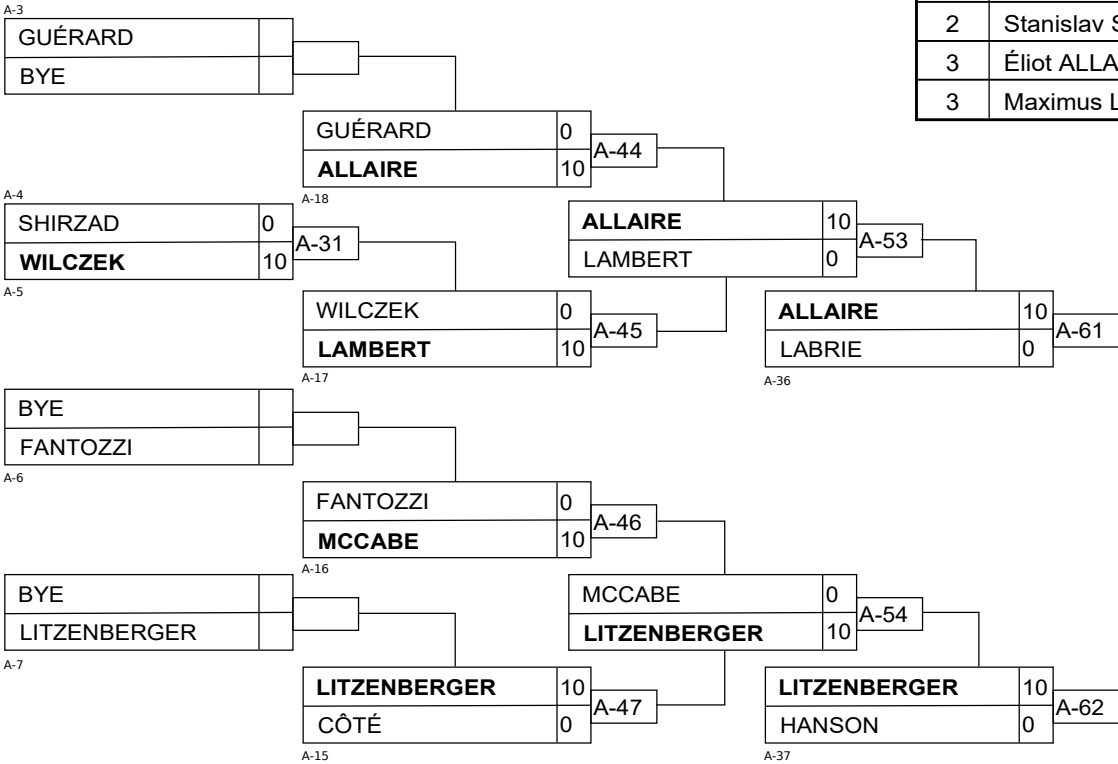 A-3
GUÉRARD
BYE
2 Stanislav
3 Éliot
3 Maximus
GUÉRARD 0
A-44
ALLAIRE 10
A-18
A-4
SHIRZAD 0
A-31
WILCZEK 10
A-5
ALLAIRE 10
A-53
LAMBERT 0
WILCZEK 0
A-45
LAMBERT 10
A-17
ALLAIRE 10
A-61
LABRIE 0
A-36
BYE
FANTOZZI
A-6
FANTOZZI 0
A-46
MCCABE 10
A-16
BYE
LITZENBERGER
A-7
MCCABE 0
A-54
LITZENBERGER 10
LITZENBERGER 10
A-47
CÔTÉ 0
A-15
LITZENBERGER 10
A-62
HANSON 0
A-37